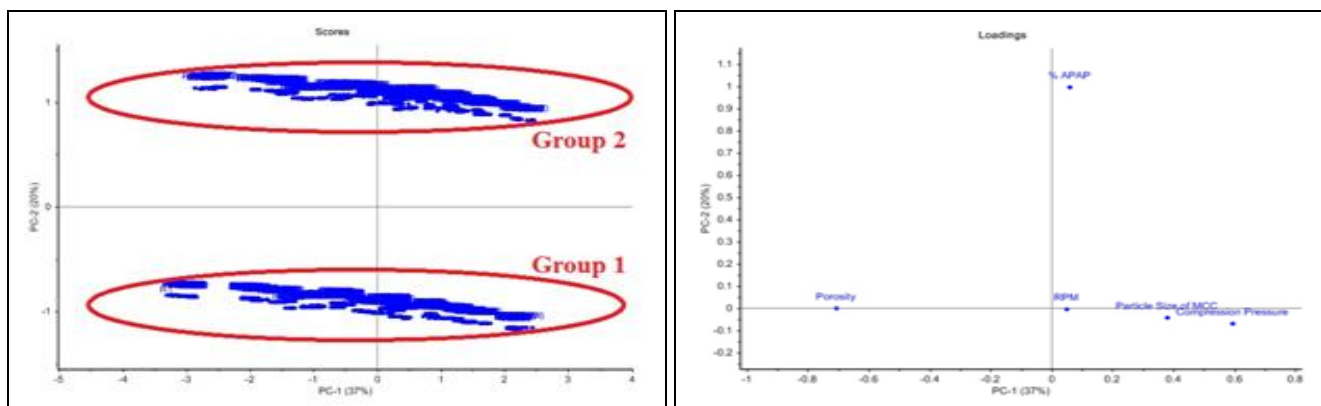 Scores
1
0
-1
PC-2 (20%)
-5 -4 -3 -2 -1 0 1 2 3 4
PC-1 (37%)
Group 2
Group 1
Loadings
1.1
1
0.9
0.8
0.7
0.6
0.5
0.4
0.3
0.2
0.1
0
-0.1
-0.2
PC-2 (20%)
% APAP
Porosity
RPM
Particle Size of MCC
Compression Pressure
-1 -0.8 -0.6 -0.4 -0.2 0 0.2 0.4 0.6 0.8
PC-1 (37%)